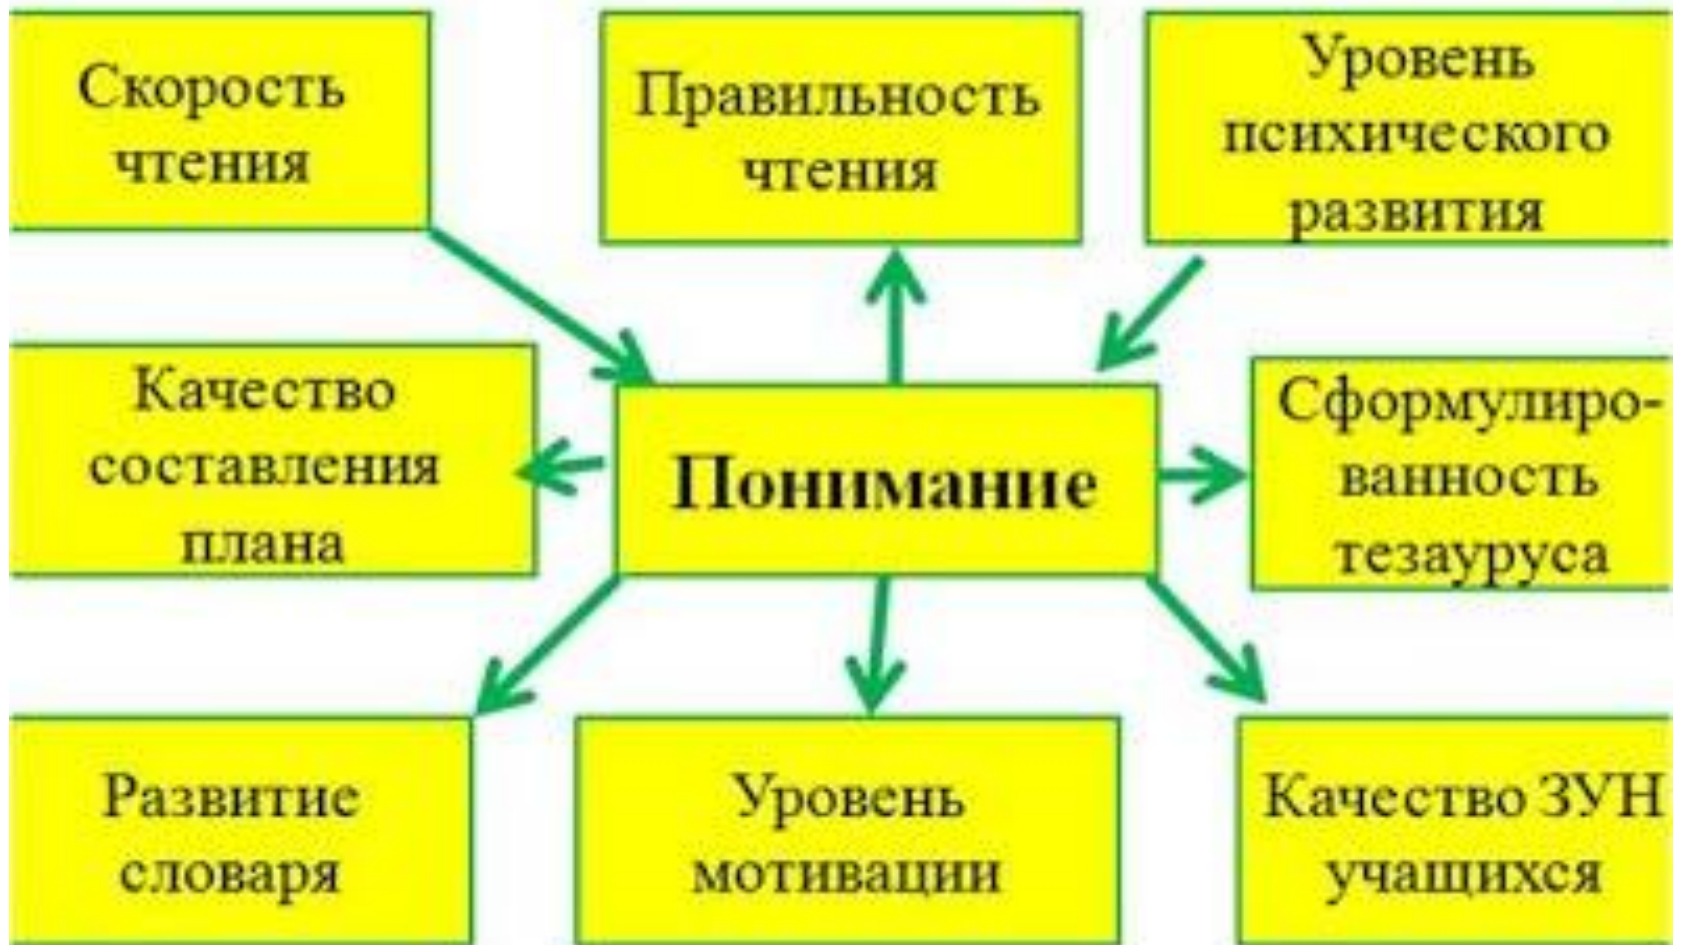 Скорость
чтения
Правильность
чтения
Уровень
психического
развития
Качество
составления
плана
Понимание
Сформулиро-
ванность
тезауруса
Развитие
словаря
Уровень
мотивации
Качество ЗУН
учащихся